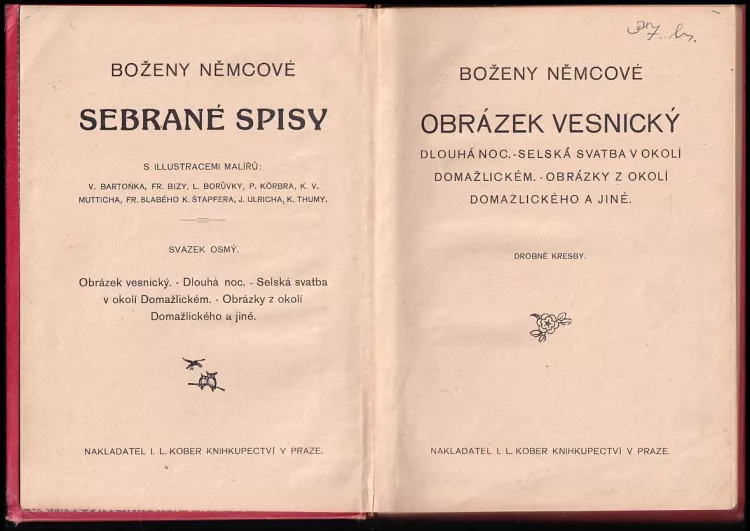 BOŽENY NĚMCOVÉ
SEBRANÉ SPISY
S ILLUSTRACEMI MALÍŘŮ:
V. BARTOŇKA, FR. BIZY, L. BORŮVKY, P. KÖRBRA, K. V.
MUTTICHA, FR. SLABÉHO K. ŠTAPFERA, J. ULRICHA, K. THUMY.
SVAZEK OSMÝ.
Obrázek vesnický. - Dlouhá noc. - Selská svatba
v okolí Domažlickém. - Obrázky z okolí
Domažlického a jiné.
NAKLADATEL I. L. KOBER KNIHKUPECTVÍ V PRAZE.
BOŽENY NĚMCOVÉ
OBRÁZEK VESNICKÝ
DLOUHÁ NOC.-SELSKÁ SVATBA V OKOLÍ
DOMAŽLICKÉM. - OBRÁZKY Z OKOLÍ
DOMAŽLICKÉHO A JINÉ.
DROBNÉ KRESBY.
NAKLADATEL I. L. KOBER KNIHKUPECTVÍ V PRAZE.